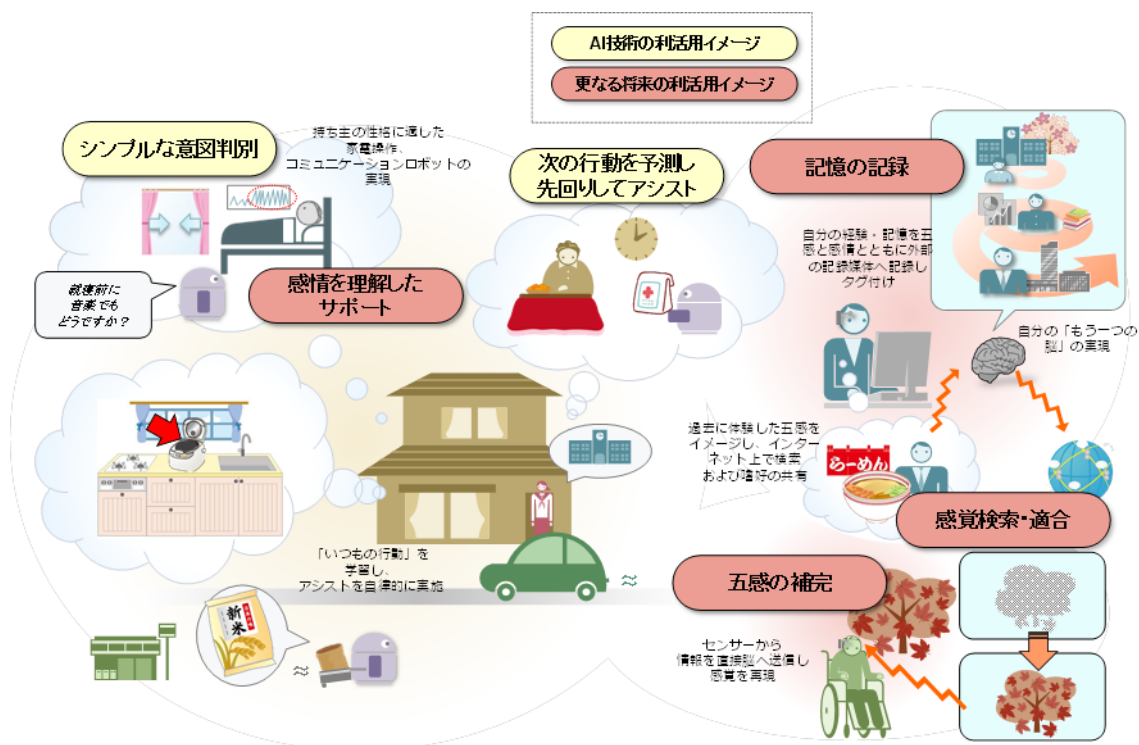 AI技術の利活用イメージ
更なる将来の利活用イメージ
シンプルな意図判別
持ち主の性格に適した
家電操作、
コミュニケーションロボットの
実現
就寝前に
音楽でも
どうですか？
感情を理解した
サポート
次の行動を予測し
先回りしてアシスト
記憶の記録
自分の経験・記憶を五
感と感情とともに外部
の記録媒体へ記録し
タグ付け
自分の「もう一つの
脳」の実現
過去に体験した五感を
イメージし、インター
ネット上で検索
および嗜好の共有
らーめん
感覚検索・適合
「いつもの行動」を
学習し、
アシストを自律的に実施
新米
五感の補完
センサーから
情報を直接脳へ送信し
感覚を再現